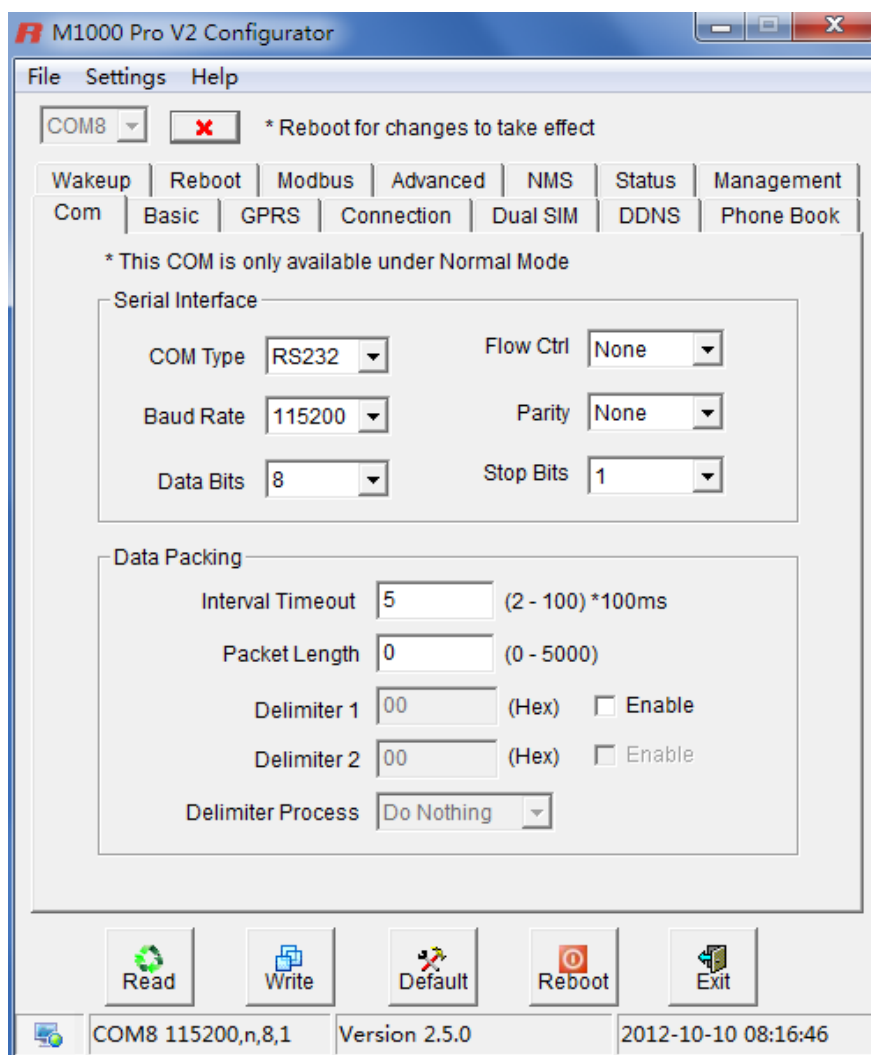 M1000 Pro V2 Configurator
File Settings Help
COM8 * Reboot for changes to take effect
Wakeup Reboot Modbus Advanced NMS Status Management
Com Basic GPRS Connection Dual SIM DDNS Phone Book
* This COM is only available under Normal Mode
Serial Interface
COM Type RS232 Flow Ctrl None
Baud Rate 115200 Parity None
Data Bits 8 Stop Bits 1
Data Packing
Interval Timeout 5 (2 - 100) *100ms
Packet Length 0 (0 - 5000)
Delimiter 1 00 (Hex) Enable
Delimiter 2 00 (Hex) Enable
Delimiter Process Do Nothing
Read Write Default Reboot Exit
COM8 115200,n,8,1 Version 2.5.0 2012-10-10 08:16:46